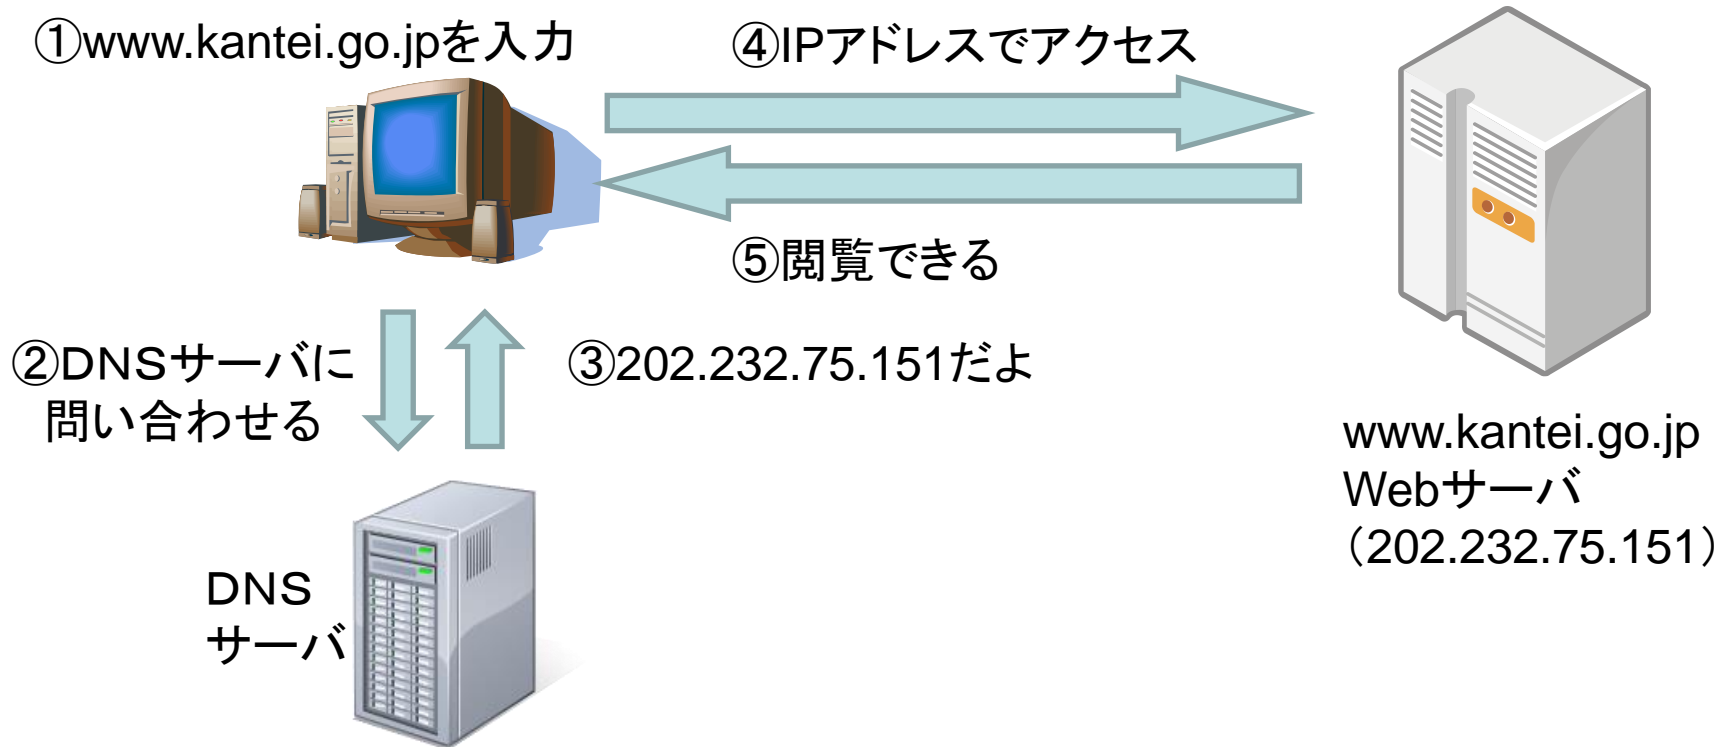 ①www.kantei.go.jpを入力
④IPアドレスでアクセス
⑤閲覧できる
②ＤＮＳサーバに
問い合わせる
③202.232.75.151だよ
www.kantei.go.jp
Webサーバ
（202.232.75.151）
ＤＮＳ
サーバ